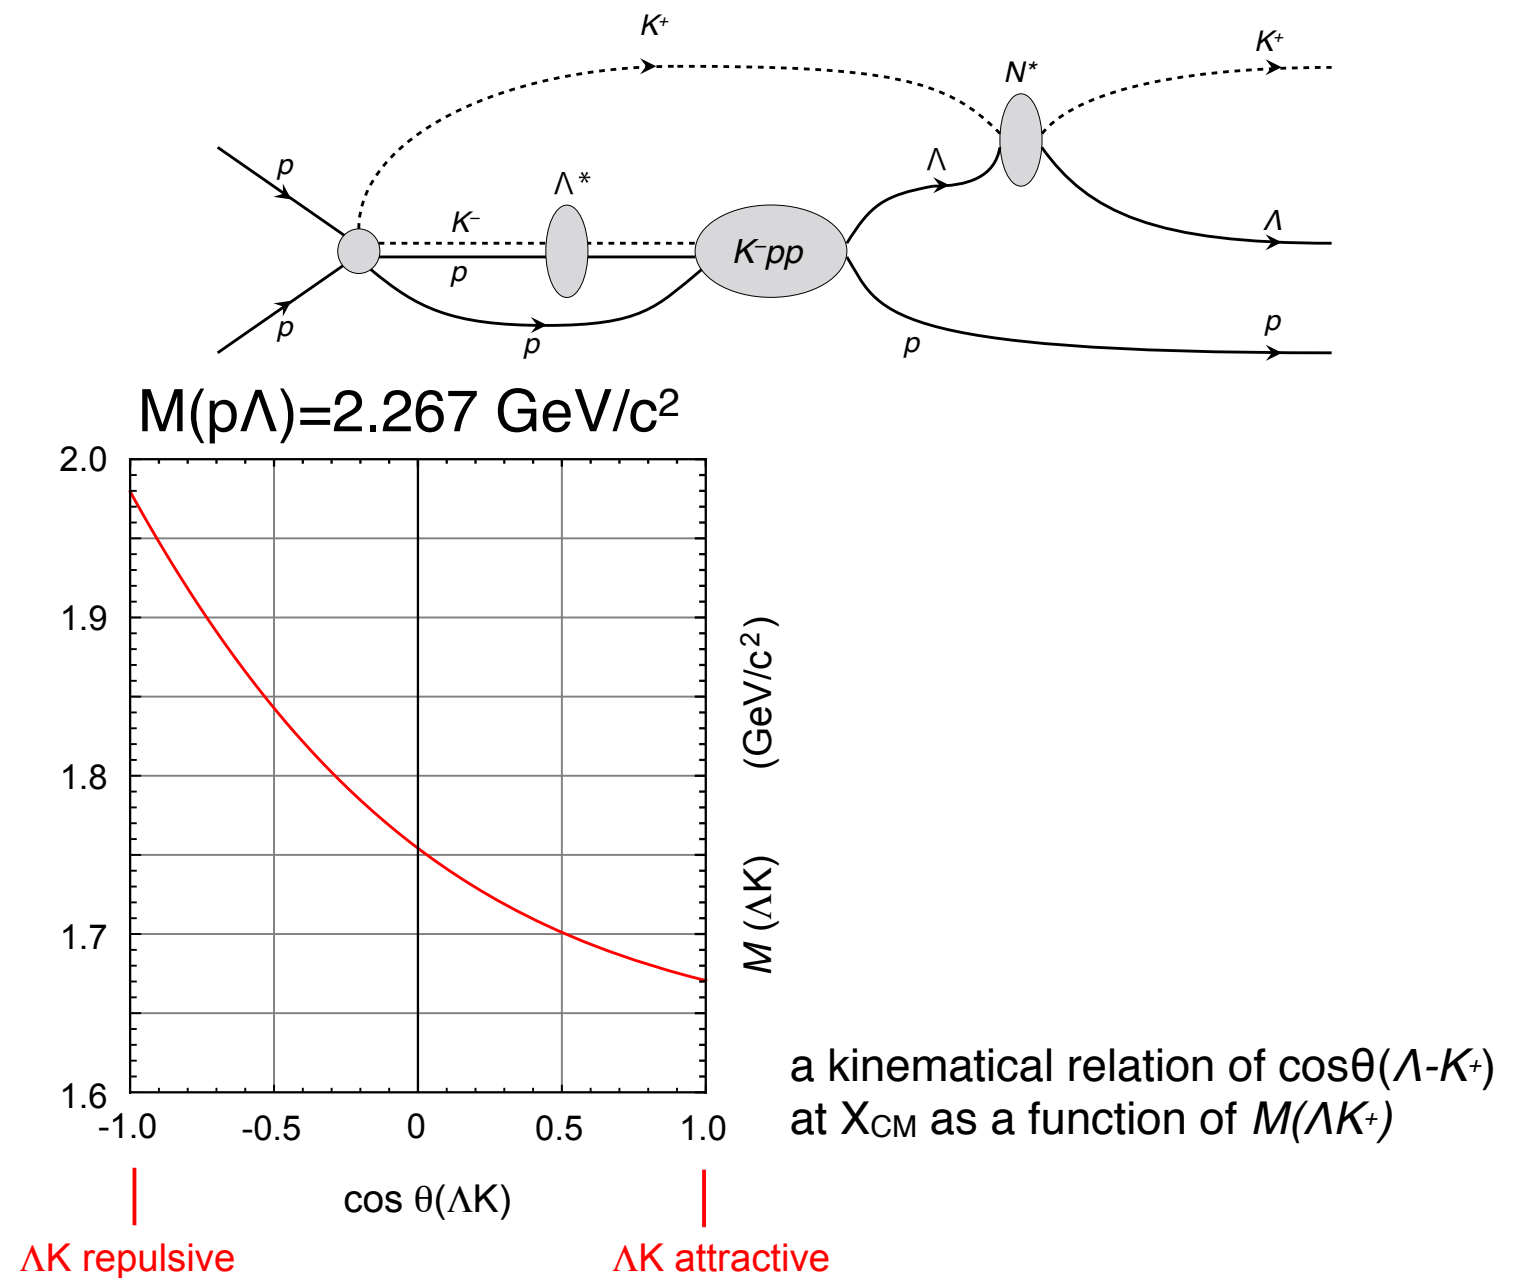 K+
K+
N*
p
Λ
Λ*
K–
Λ
K–pp
p
p
p
p
p
M(pΛ)=2.267 GeV/c2
2.0
1.9
1.8
1.7
1.6
-1.0 -0.5 0 0.5 1.0
M (ΛK) (GeV/c2)
cos θ(ΛK)
ΛK repulsive
ΛK attractive
a kinematical relation of cosθ(Λ-K+)
at XCM as a function of M(ΛK+)